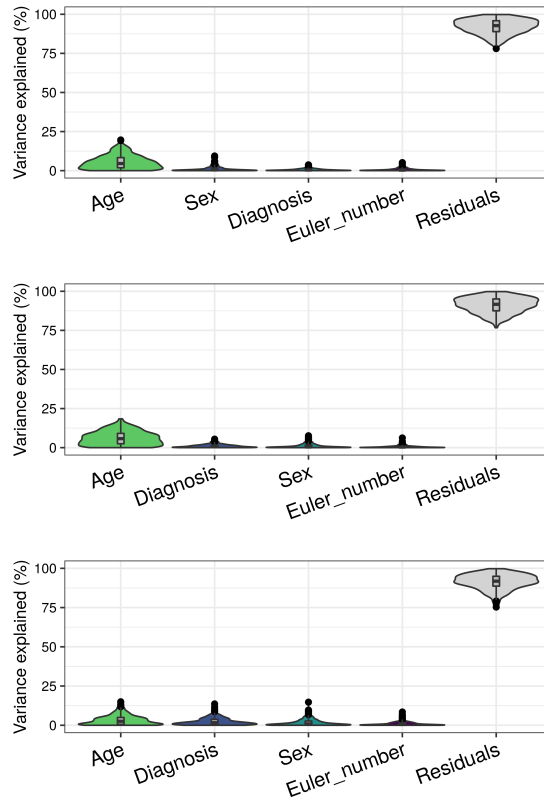 Variance explained (%)
100
75
50
25
0
Age
Sex
Diagnosis
Euler_number
Residuals
Variance explained (%)
100
75
50
25
0
Age
Diagnosis
Sex
Euler_number
Residuals
Variance explained (%)
100
75
50
25
0
Age
Diagnosis
Sex
Euler_number
Residuals